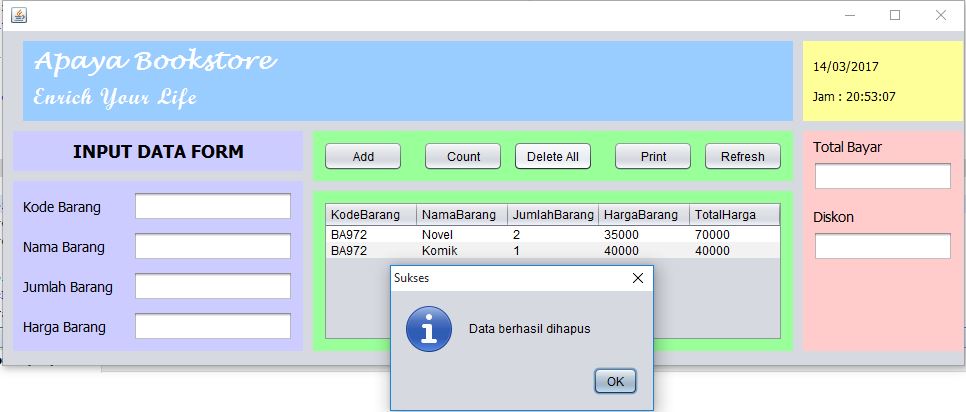 Apaya Bookstore
Enrich Your Life
14/03/2017
Jam : 20:53:07
INPUT DATA FORM
Add Count Delete All Print Refresh
Total Bayar
Diskon
Kode Barang
Nama Barang
Jumlah Barang
Harga Barang
KodeBarang NamaBarang JumlahBarang HargaBarang TotalHarga
BA972 Novel 2 35000 70000
BA972 Komik 1 40000 40000
Sukses
Data berhasil dihapus
OK